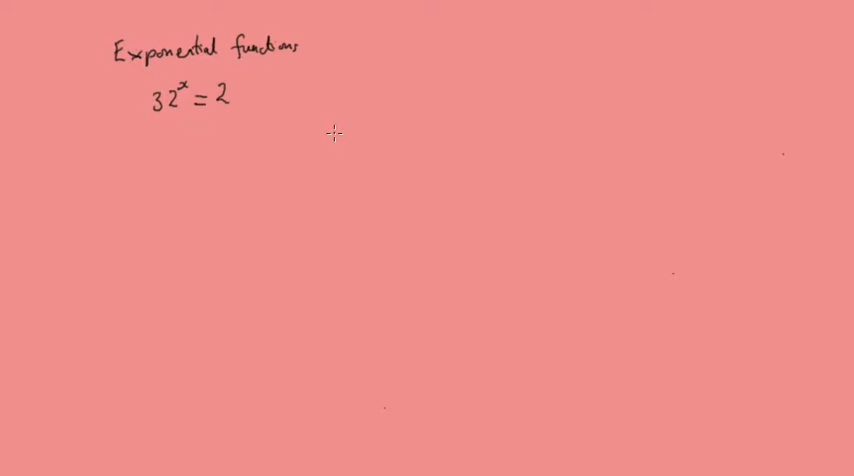 Exponential functions
32^x = 2